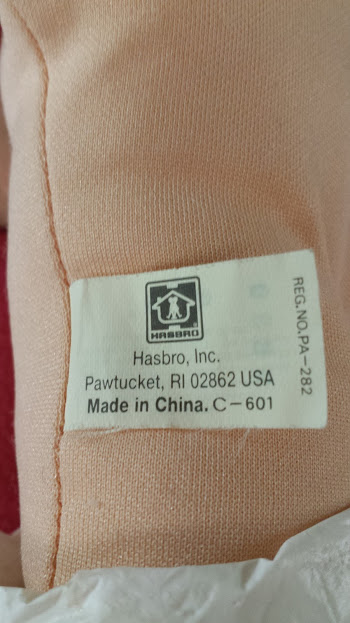 HASBRO
®
Hasbro, Inc.
Pawtucket, RI 02862 USA
Made in China. C-601
REG.NO.PA-282